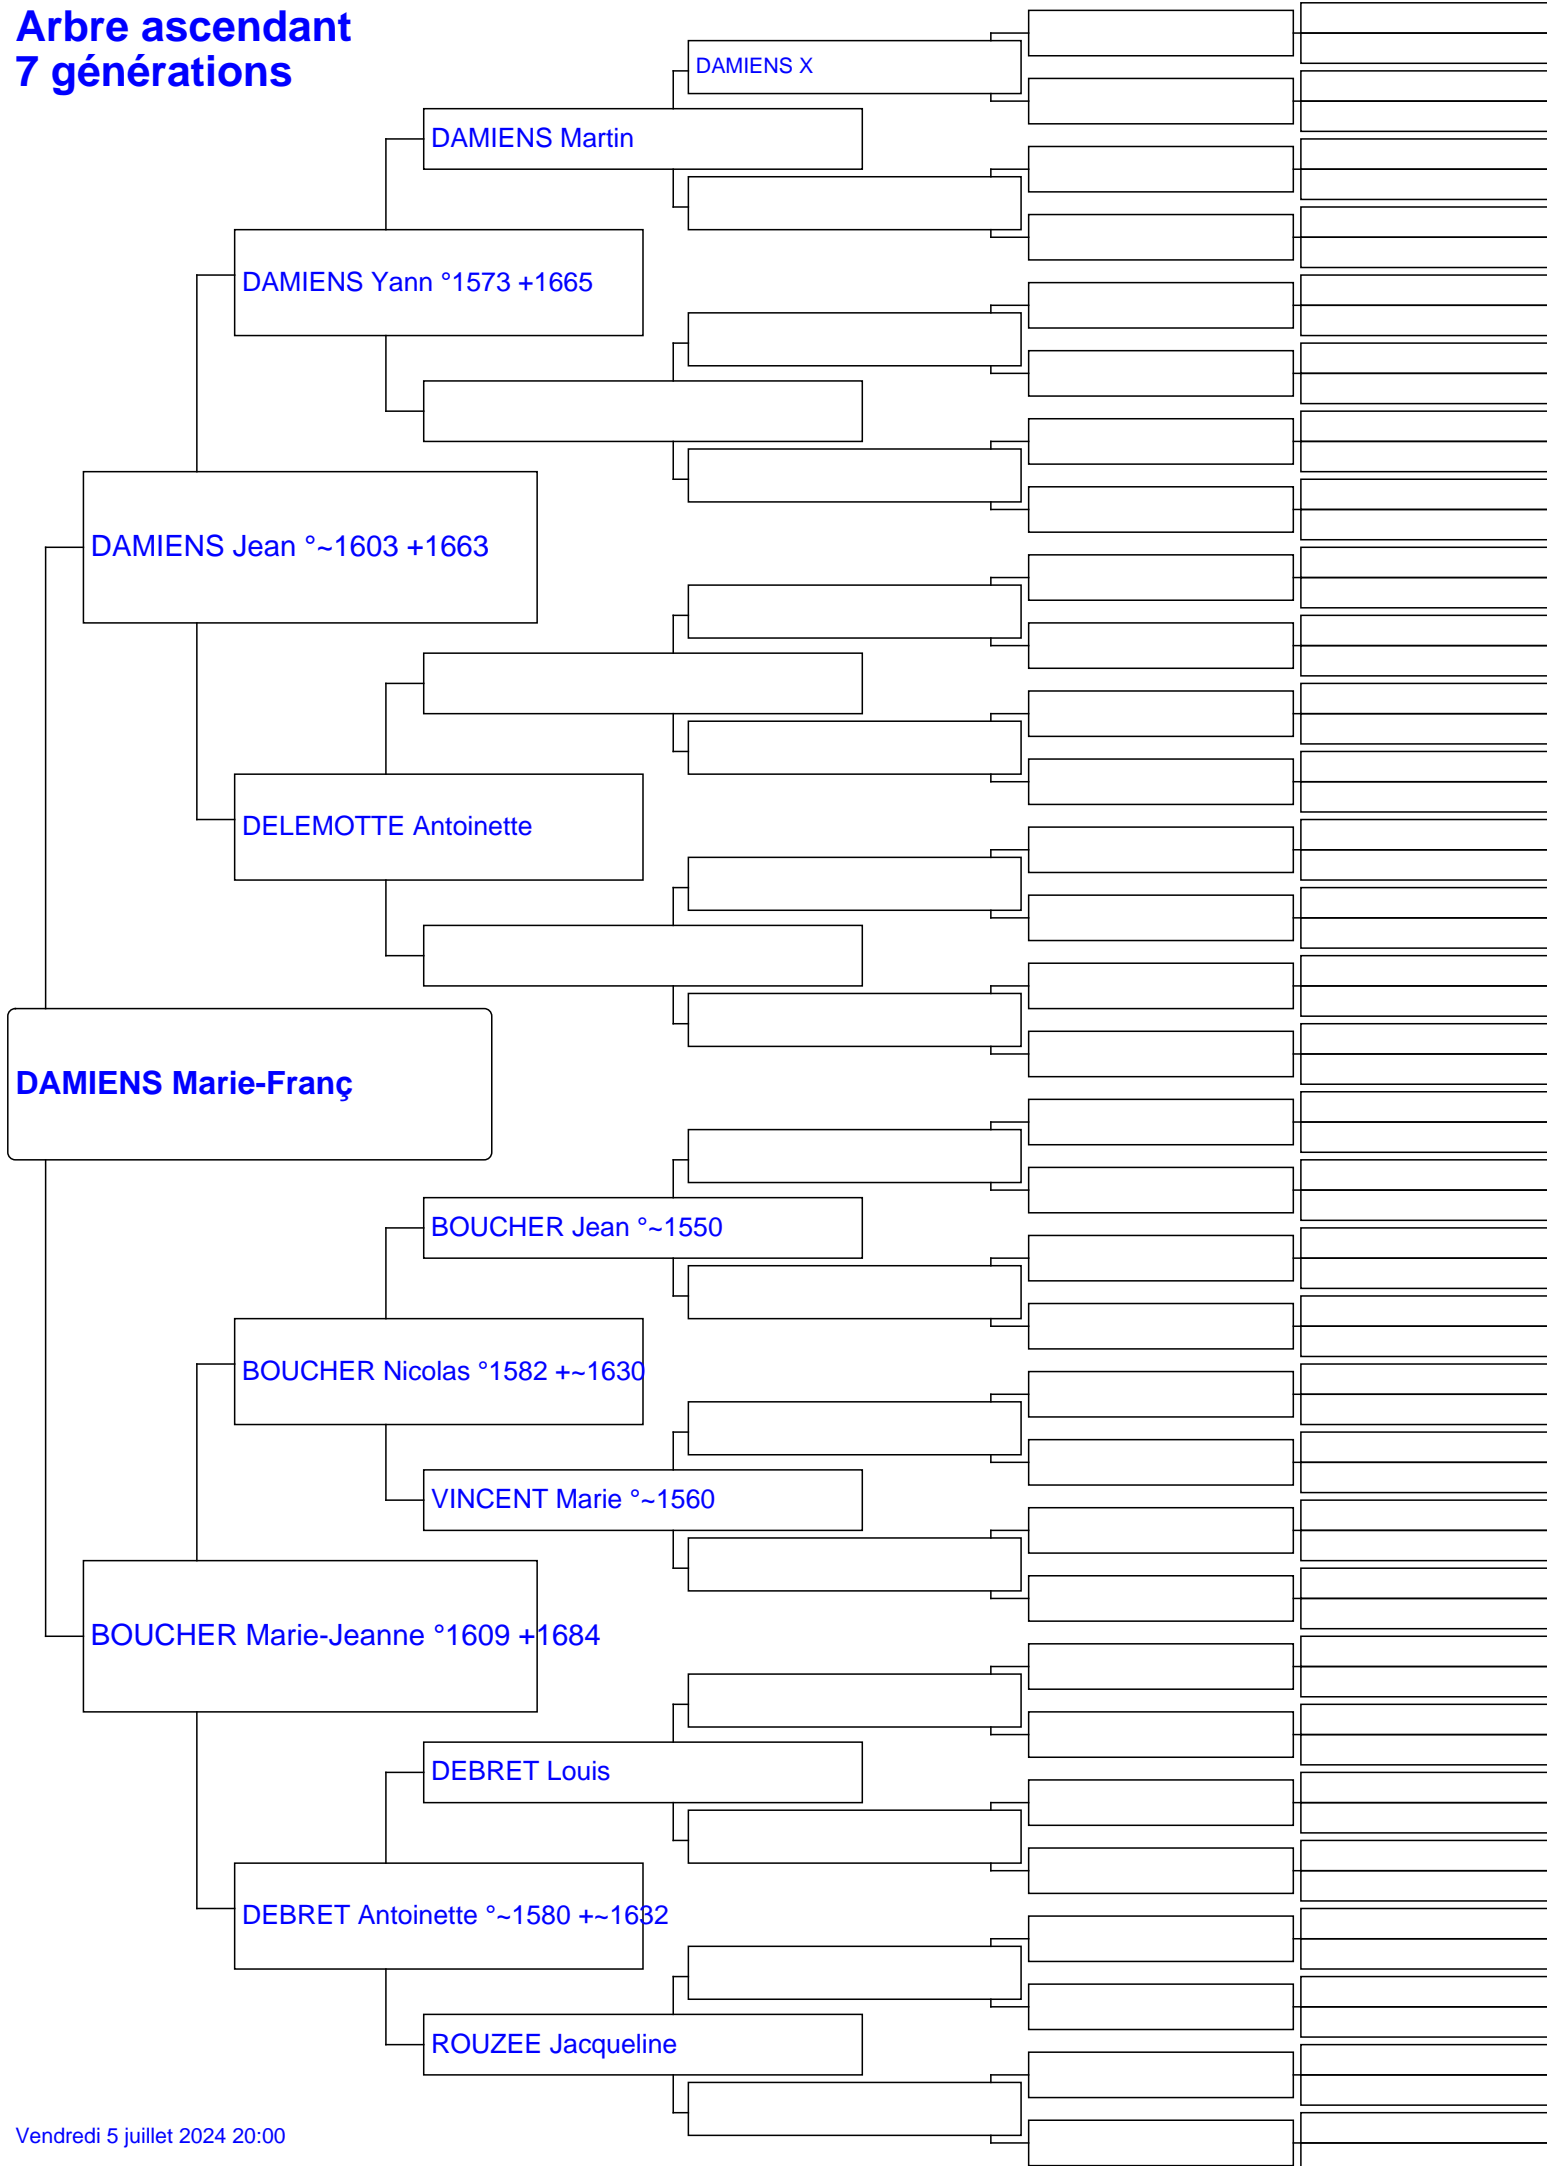 Arbre ascendant
7 générations
DAMIENS X
DAMIENS Martin
DAMIENS Yann °1573 +1665
DAMIENS Jean °~1603 +1663
DELEMOTTE Antoinette
DAMIENS Marie-Franç
BOUCHER Jean °~1550
BOUCHER Nicolas °1582 +~1630
VINCENT Marie °~1560
BOUCHER Marie-Jeanne °1609 +1684
DEBRET Louis
DEBRET Antoinette °~1580 +~1632
ROUZEE Jacqueline
Vendredi 5 juillet 2024 20:00